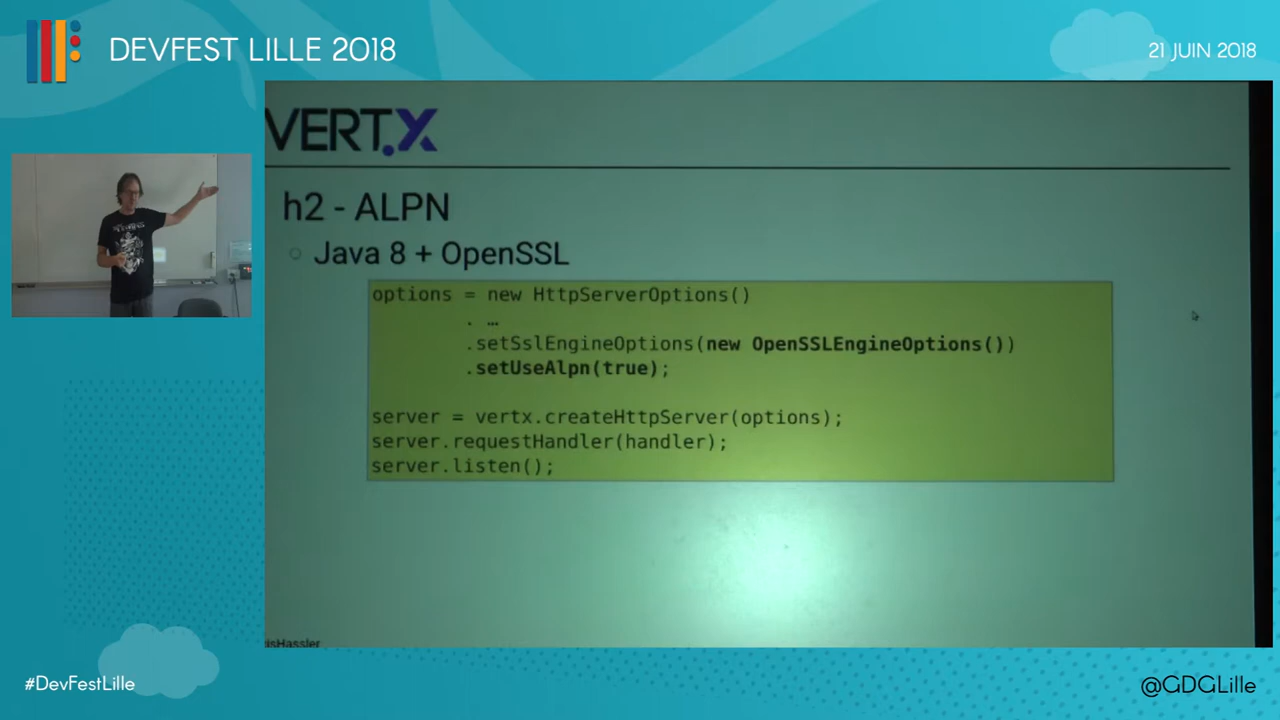 DEVFEST LILLE 2018
21 JUIN 2018
VERT.X
h2 - ALPN
Java 8 + OpenSSL
options = new HttpServerOptions()
. …
.setSslEngineOptions(new OpenSSLEngineOptions())
.setUseAlpn(true);
server = vertx.createHttpServer(options);
server.requestHandler(handler);
server.listen();
isHassler
#DevFestLille
@GDGLille